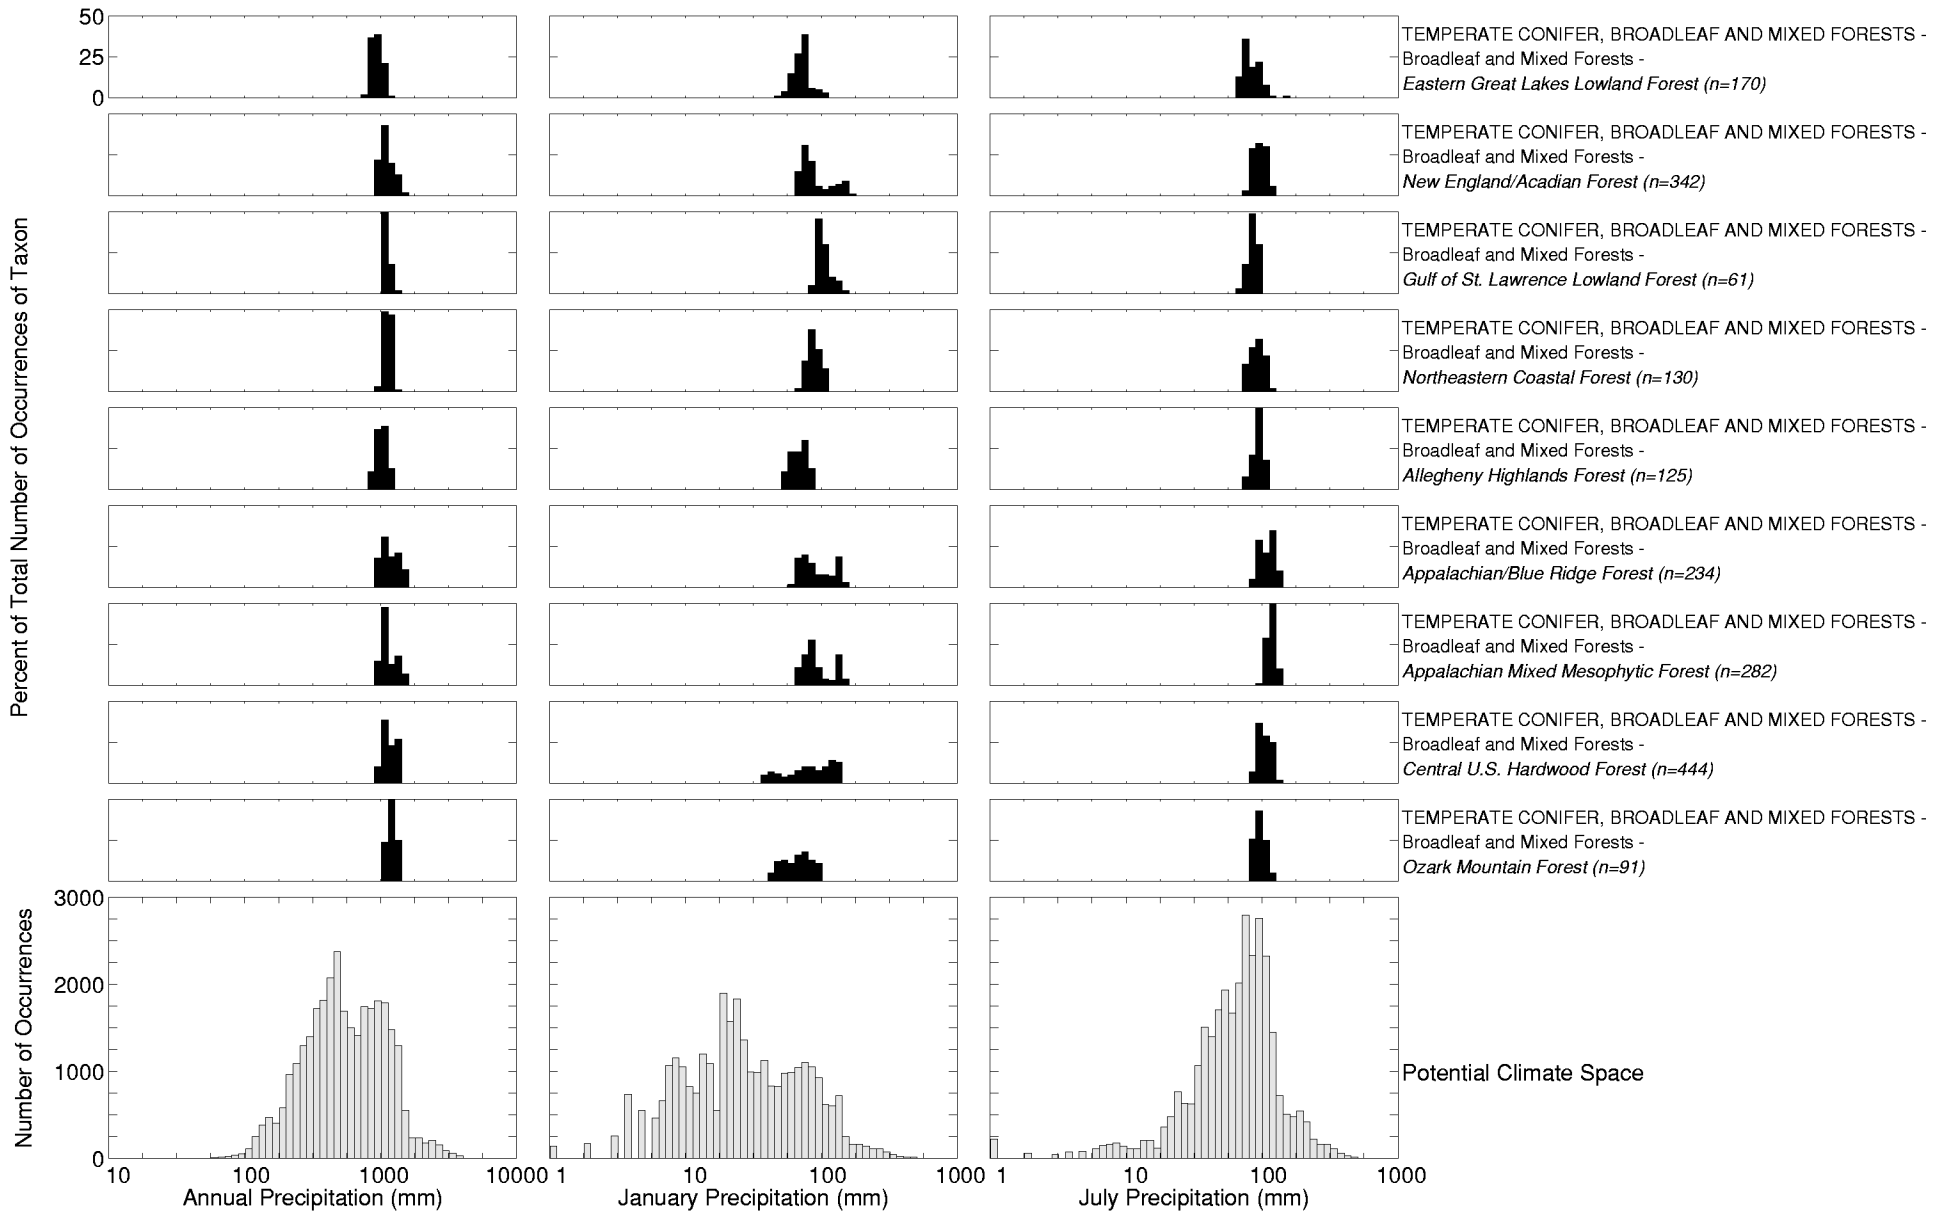 50
25
0
TEMPERATE CONIFER, BROADLEAF AND MIXED FORESTS -
Broadleaf and Mixed Forests -
Eastern Great Lakes Lowland Forest (n=170)
TEMPERATE CONIFER, BROADLEAF AND MIXED FORESTS -
Broadleaf and Mixed Forests -
New England/Acadian Forest (n=342)
TEMPERATE CONIFER, BROADLEAF AND MIXED FORESTS -
Broadleaf and Mixed Forests -
Gulf of St. Lawrence Lowland Forest (n=61)
TEMPERATE CONIFER, BROADLEAF AND MIXED FORESTS -
Broadleaf and Mixed Forests -
Northeastern Coastal Forest (n=130)
TEMPERATE CONIFER, BROADLEAF AND MIXED FORESTS -
Broadleaf and Mixed Forests -
Allegheny Highlands Forest (n=125)
TEMPERATE CONIFER, BROADLEAF AND MIXED FORESTS -
Broadleaf and Mixed Forests -
Appalachian/Blue Ridge Forest (n=234)
TEMPERATE CONIFER, BROADLEAF AND MIXED FORESTS -
Broadleaf and Mixed Forests -
Appalachian Mixed Mesophytic Forest (n=282)
TEMPERATE CONIFER, BROADLEAF AND MIXED FORESTS -
Broadleaf and Mixed Forests -
Central U.S. Hardwood Forest (n=444)
TEMPERATE CONIFER, BROADLEAF AND MIXED FORESTS -
Broadleaf and Mixed Forests -
Ozark Mountain Forest (n=91)
Percent of Total Number of Occurrences of Taxon
Number of Occurrences
3000
2000
1000
0
Potential Climate Space
10 100 1000 10000
1 10 100 1000
1 10 100 1000
Annual Precipitation (mm)
January Precipitation (mm)
July Precipitation (mm)